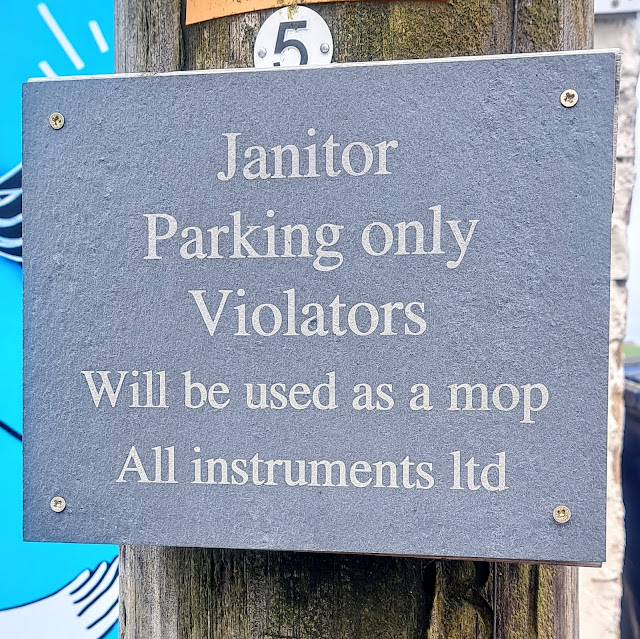 5
Janitor
Parking only
Violators
Will be used as a mop
All instruments ltd